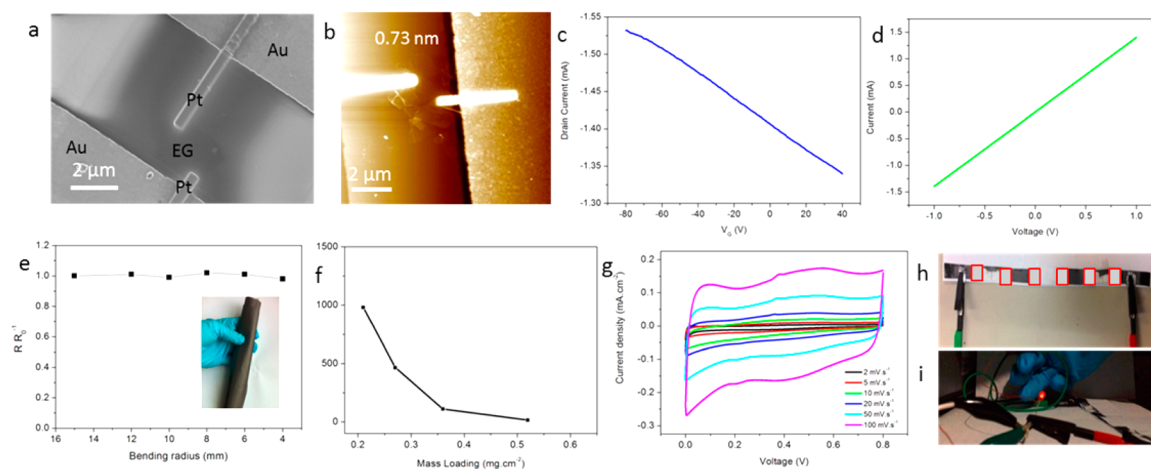 a
Au
Pt
Au
EG
2 μm
Pt
b
0.73 nm
2 μm
c
-1.55
-1.50
-1.45
-1.40
-1.35
-1.30
Drain Current (mA)
-80
-60
-40
-20
0
20
40
V_G (V)
d
1.5
1.0
0.5
0.0
-0.5
-1.0
-1.5
Current (mA)
-1.0
-0.5
0.0
0.5
1.0
Voltage (V)
e
1.2
1.0
0.8
0.6
0.4
0.2
0.0
R R₀⁻¹
16
14
12
10
8
6
4
Bending radius (mm)
f
1500
1000
500
0
0.2
0.3
0.4
0.5
0.6
Mass Loading (mg.cm⁻²)
g
0.2
0.1
0.0
-0.1
-0.2
-0.3
Current density (mA.cm⁻²)
2 mV.s⁻¹
5 mV.s⁻¹
10 mV.s⁻¹
20 mV.s⁻¹
50 mV.s⁻¹
100 mV.s⁻¹
0.0
0.2
0.4
0.6
0.8
Voltage (V)
h
i